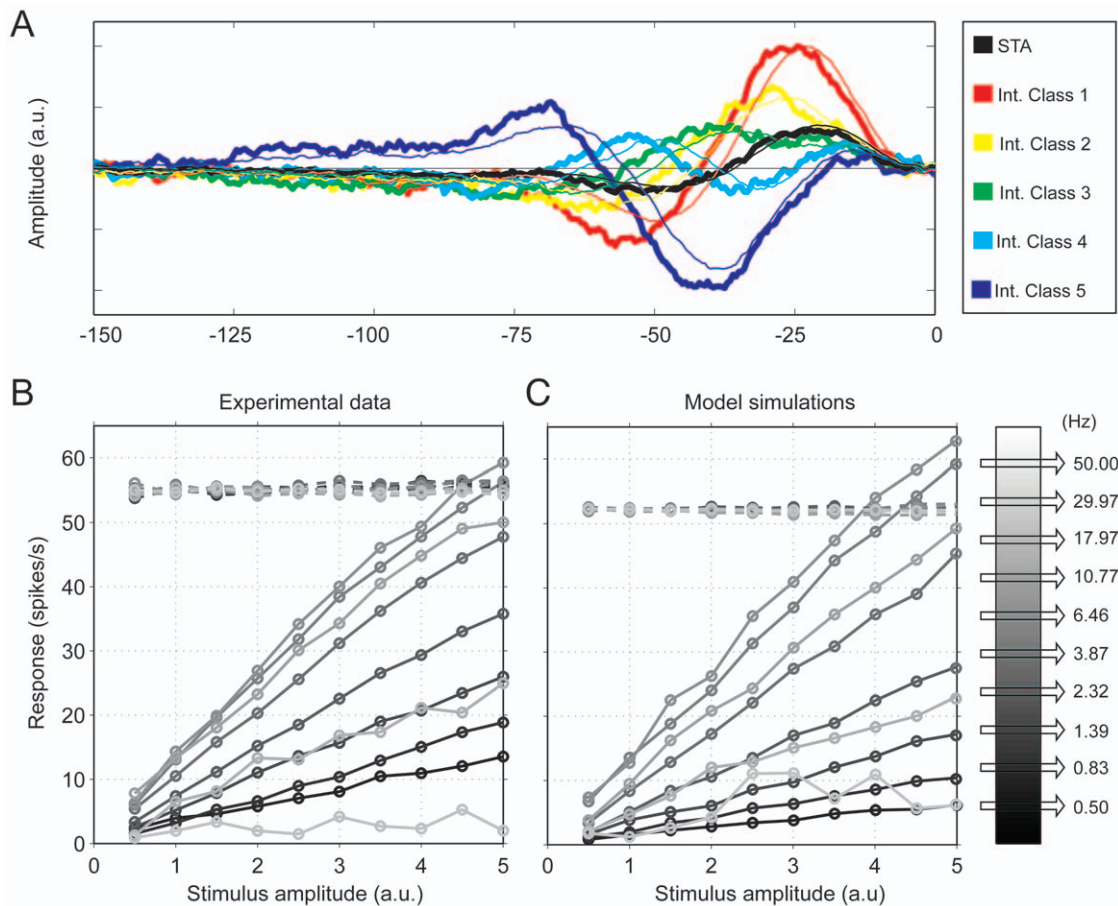 A
Amplitude (a.u.)
-150 -125 -100 -75 -50 -25 0
STA
Int. Class 1
Int. Class 2
Int. Class 3
Int. Class 4
Int. Class 5
B
Experimental data
Response (spikes/s)
60
50
40
30
20
10
0
0 1 2 3 4 5
Stimulus amplitude (a.u.)
C
Model simulations
0 1 2 3 4 5
Stimulus amplitude (a.u)
(Hz)
50.00
29.97
17.97
10.77
6.46
3.87
2.32
1.39
0.83
0.50